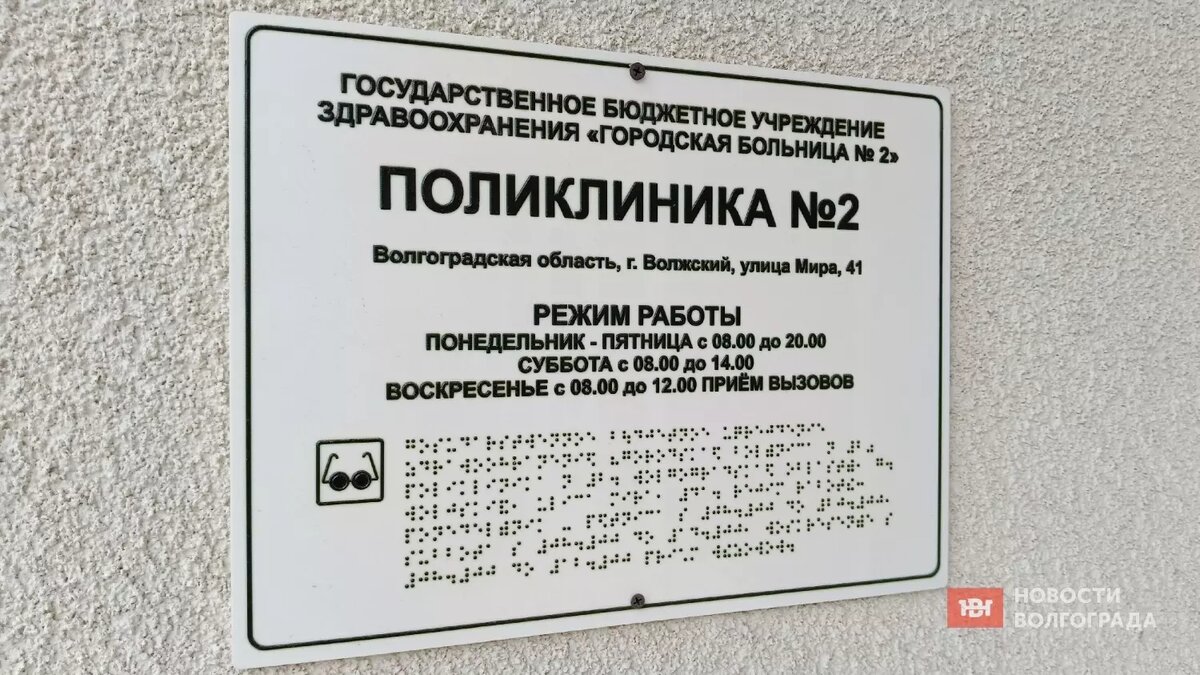 ГОСУДАРСТВЕННОЕ БЮДЖЕТНОЕ УЧРЕЖДЕНИЕ
ЗДРАВООХРАНЕНИЯ «ГОРОДСКАЯ БОЛЬНИЦА № 2»
ПОЛИКЛИНИКА №2
Волгоградская область, г. Волжский, улица Мира, 41
РЕЖИМ РАБОТЫ
ПОНЕДЕЛЬНИК - ПЯТНИЦА с 08.00 до 20.00
СУББОТА с 08.00 до 14.00
ВОСКРЕСЕНЬЕ с 08.00 до 12.00 ПРИЁМ ВЫЗОВОВ
НОВОСТИ
ВОЛГОГРАДА